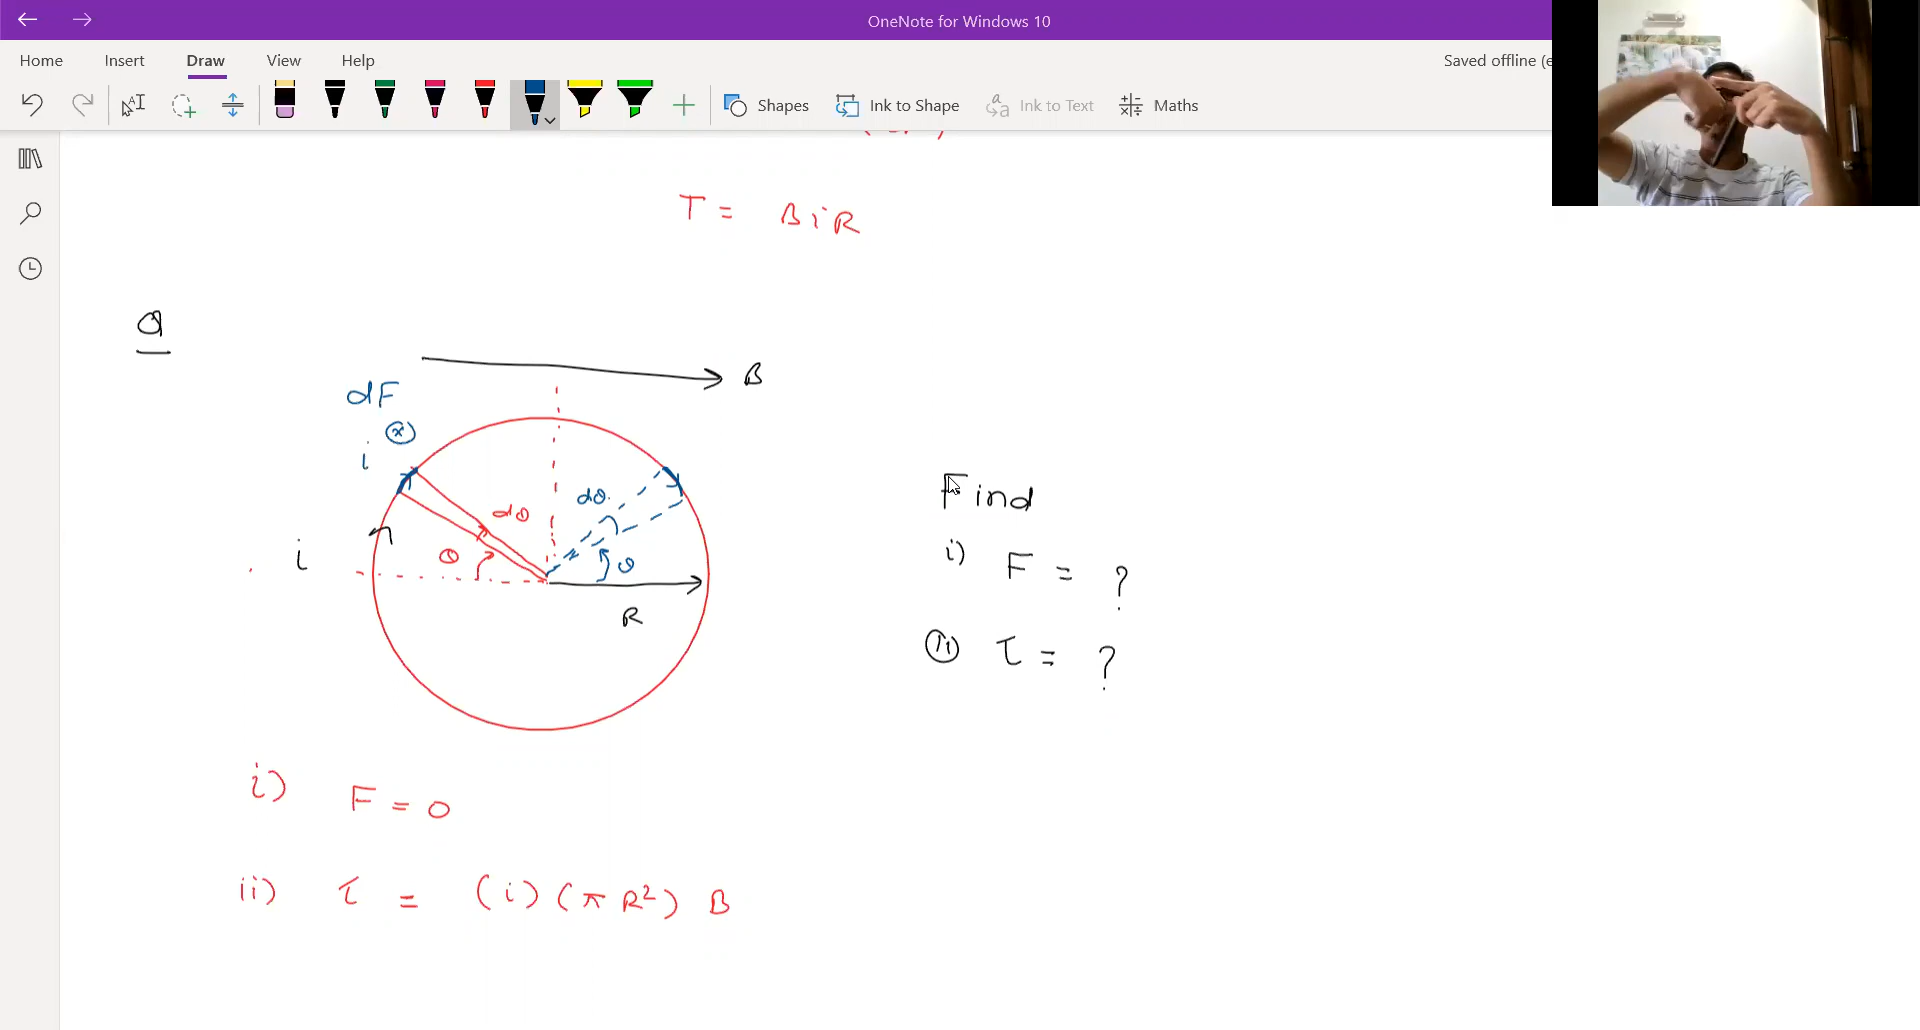 OneNote for Windows 10
Home Insert Draw View Help
Saved offline (e
Shapes Ink to Shape Ink to Text Maths
T = BiR
Q
B
dF
i
dθ
dθ
θ
θ
i
R
Find
i) F = ?
(ii) τ = ?
i) F = 0
ii) τ = (i) (πR²) B